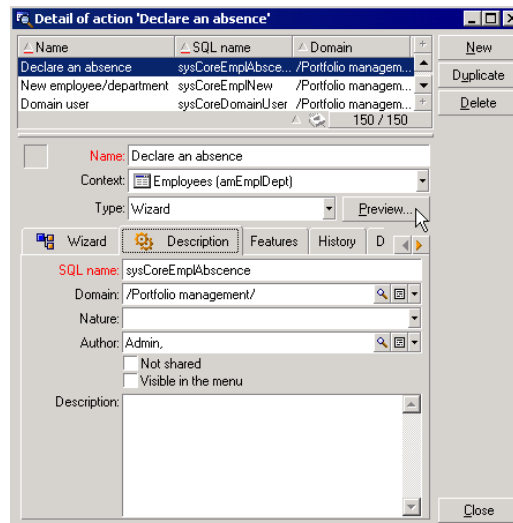 Detail of action 'Declare an absence'
Name SQL name Domain
Declare an absence sysCoreEmplAbsce... /Portfolio managem...
New employee/department sysCoreEmplNew /Portfolio managem...
Domain user sysCoreDomainUser /Portfolio managem...
150 / 150
New
Duplicate
Delete
Name: Declare an absence
Context: Employees (amEmplDept)
Type: Wizard Preview...
Wizard Description Features History D
SQL name: sysCoreEmplAbscence
Domain: /Portfolio management/
Nature:
Author: Admin,
Not shared
Visible in the menu
Description:
Close